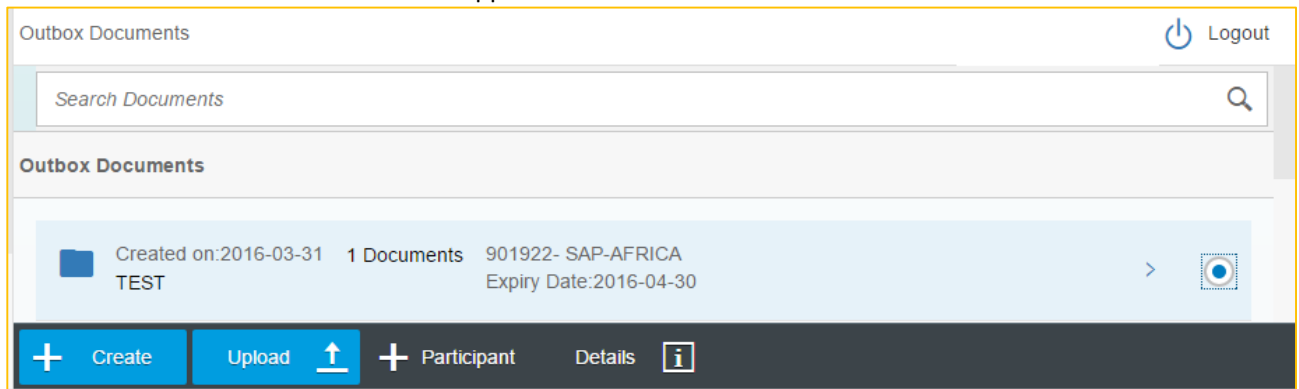 Outbox Documents
Logout
Search Documents
Outbox Documents
Created on:2016-03-31 1 Documents 901922- SAP-AFRICA
TEST Expiry Date:2016-04-30
Create Upload Participant Details i